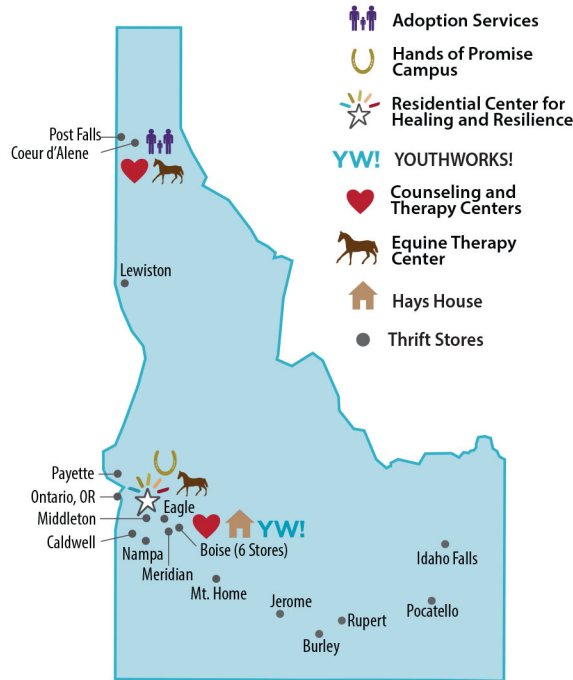 Adoption Services
Hands of Promise
Campus
Residential Center for
Healing and Resilience
YW! YOUTHWORKS!
Counseling and
Therapy Centers
Equine Therapy
Center
Hays House
Thrift Stores
Post Falls
Coeur d'Alene
Lewiston
Payette
Ontario, OR
Middleton
Eagle
Caldwell
Nampa
Meridian
Boise (6 Stores)
YW!
Mt. Home
Jerome
Burley
Rupert
Pocatello
Idaho Falls